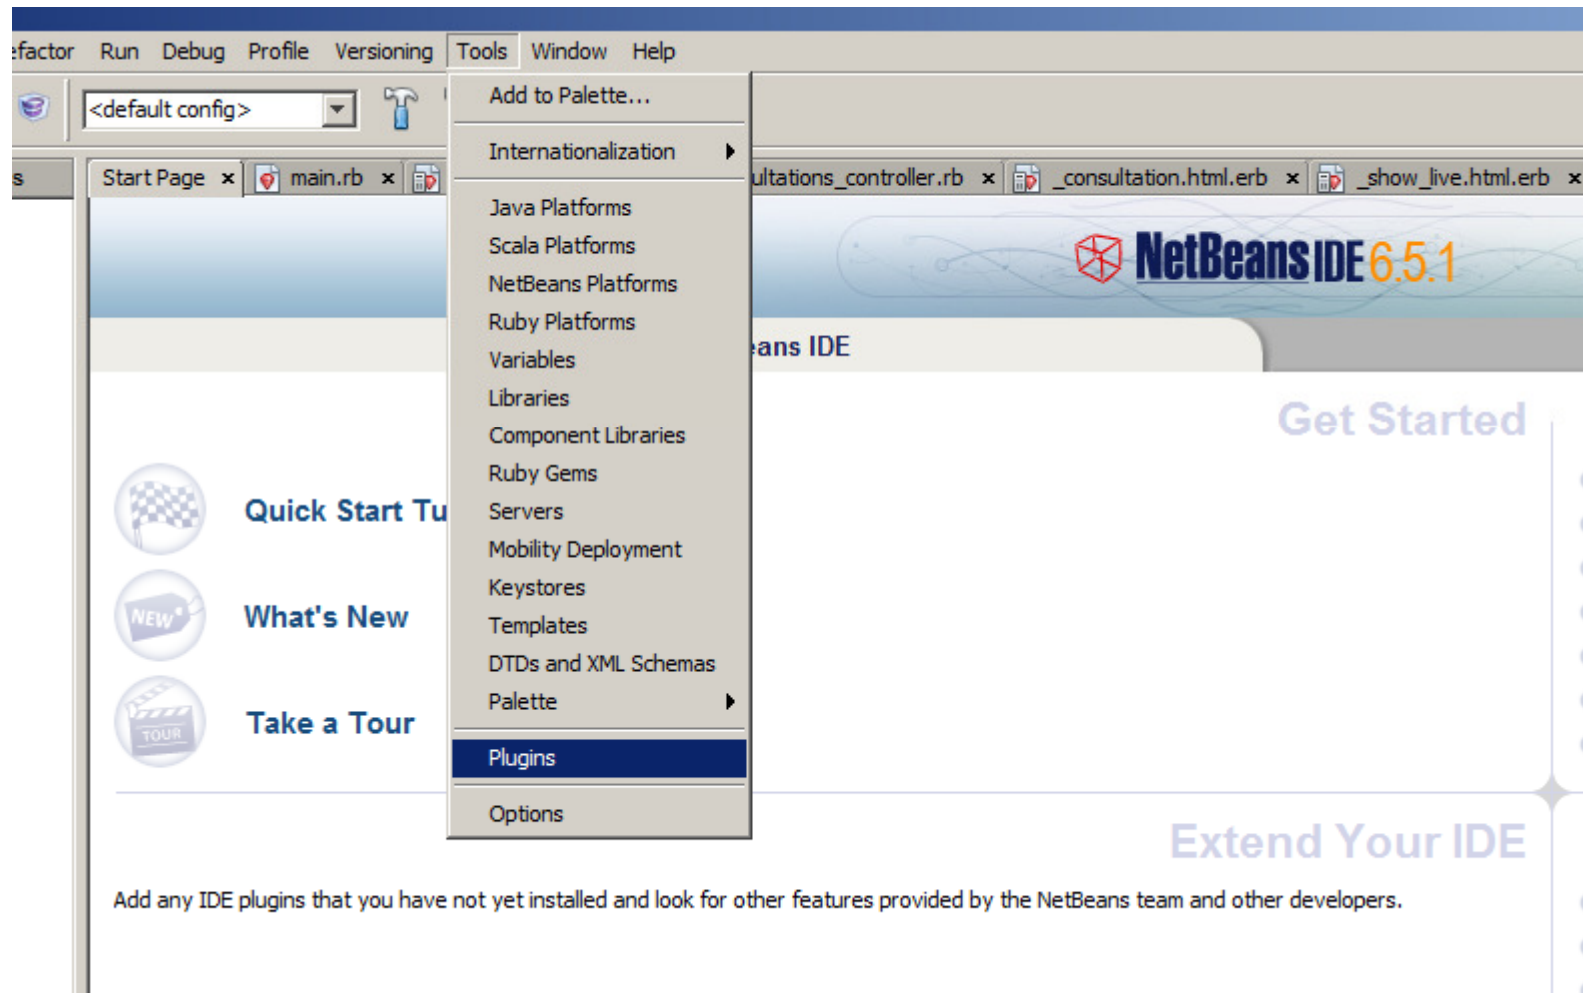 efactor Run Debug Profile Versioning Tools Window Help
<default config>
Add to Palette...
Internationalization
s Start Page main.rb ultations_controller.rb _consultation.html.erb _show_live.html.erb
Java Platforms
Scala Platforms
NetBeans Platforms
Ruby Platforms
Variables
Libraries
Component Libraries
Ruby Gems
Servers
Mobility Deployment
Keystores
Templates
DTDs and XML Schemas
Palette
Plugins
Options
NetBeans IDE 6.5.1
eans IDE
Get Started
Quick Start Tu
NEW
What's New
TOUR
Take a Tour
Extend Your IDE
Add any IDE plugins that you have not yet installed and look for other features provided by the NetBeans team and other developers.